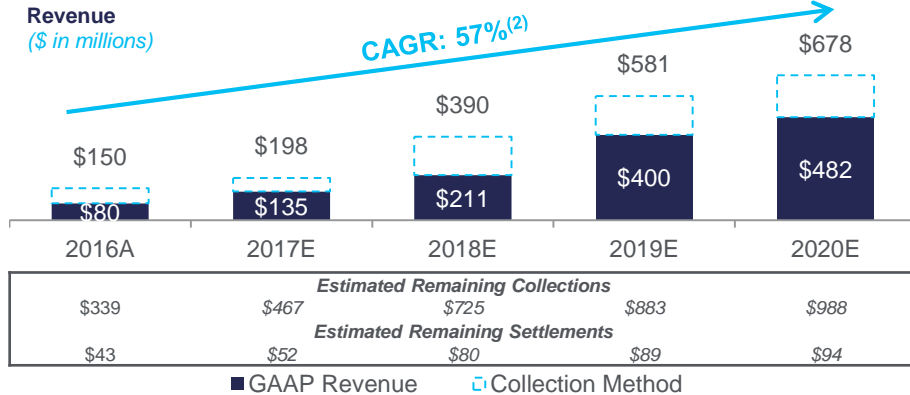 Revenue
($ in millions)
CAGR: 57%(2)
$150 $198 $390 $581 $678
$80 $135 $211 $400 $482
2016A 2017E 2018E 2019E 2020E
Estimated Remaining Collections
$339 $467 $725 $883 $988
Estimated Remaining Settlements
$43 $52 $80 $89 $94
GAAP Revenue Collection Method